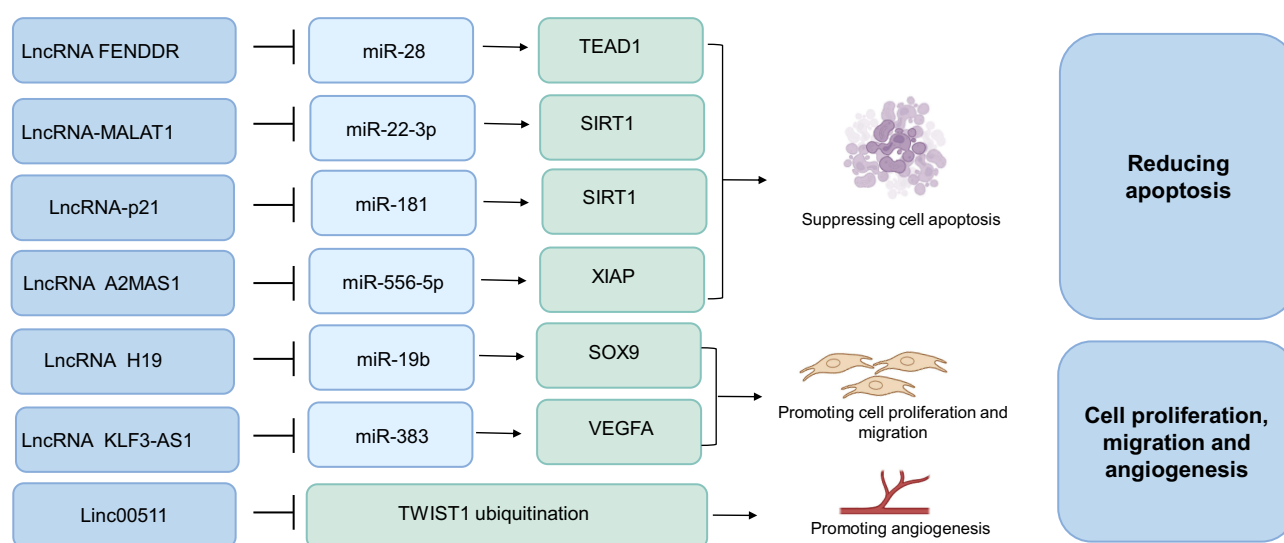 LncRNA FENDDR
miR-28
TEAD1
LncRNA-MALAT1
miR-22-3p
SIRT1
LncRNA-p21
miR-181
SIRT1
LncRNA A2MAS1
miR-556-5p
XIAP
Suppressing cell apoptosis
Reducing
apoptosis
LncRNA H19
miR-19b
SOX9
LncRNA KLF3-AS1
miR-383
VEGFA
Promoting cell proliferation and
migration
Linc00511
TWIST1 ubiquitination
Promoting angiogenesis
Cell proliferation,
migration and
angiogenesis